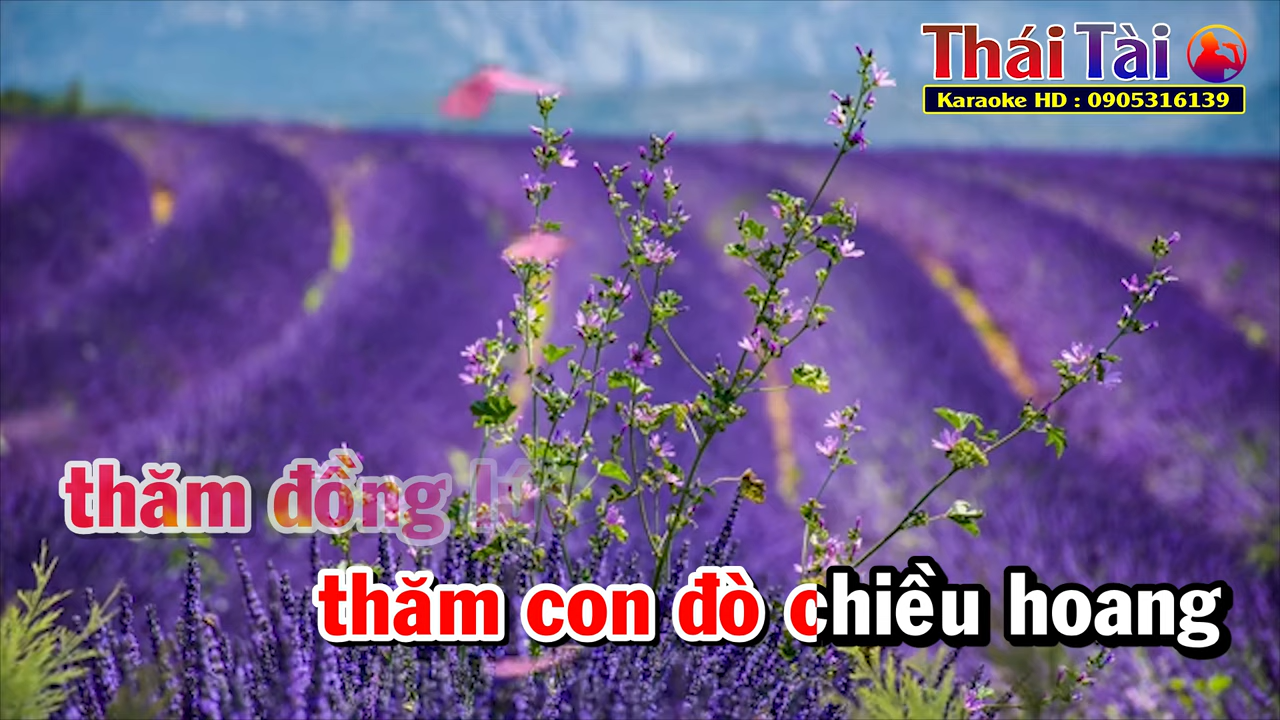 Thái Tài
Karaoke HD : 0905316139
thăm đồng
thăm con đò chiều hoang